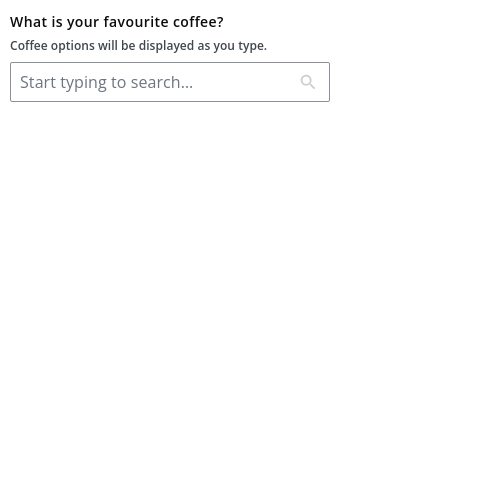 What is your favourite coffee?
Coffee options will be displayed as you type.
Start typing to search...